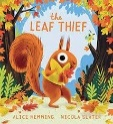 the
LEAF THIEF
ALICE HEMMING NICOLA SLATER